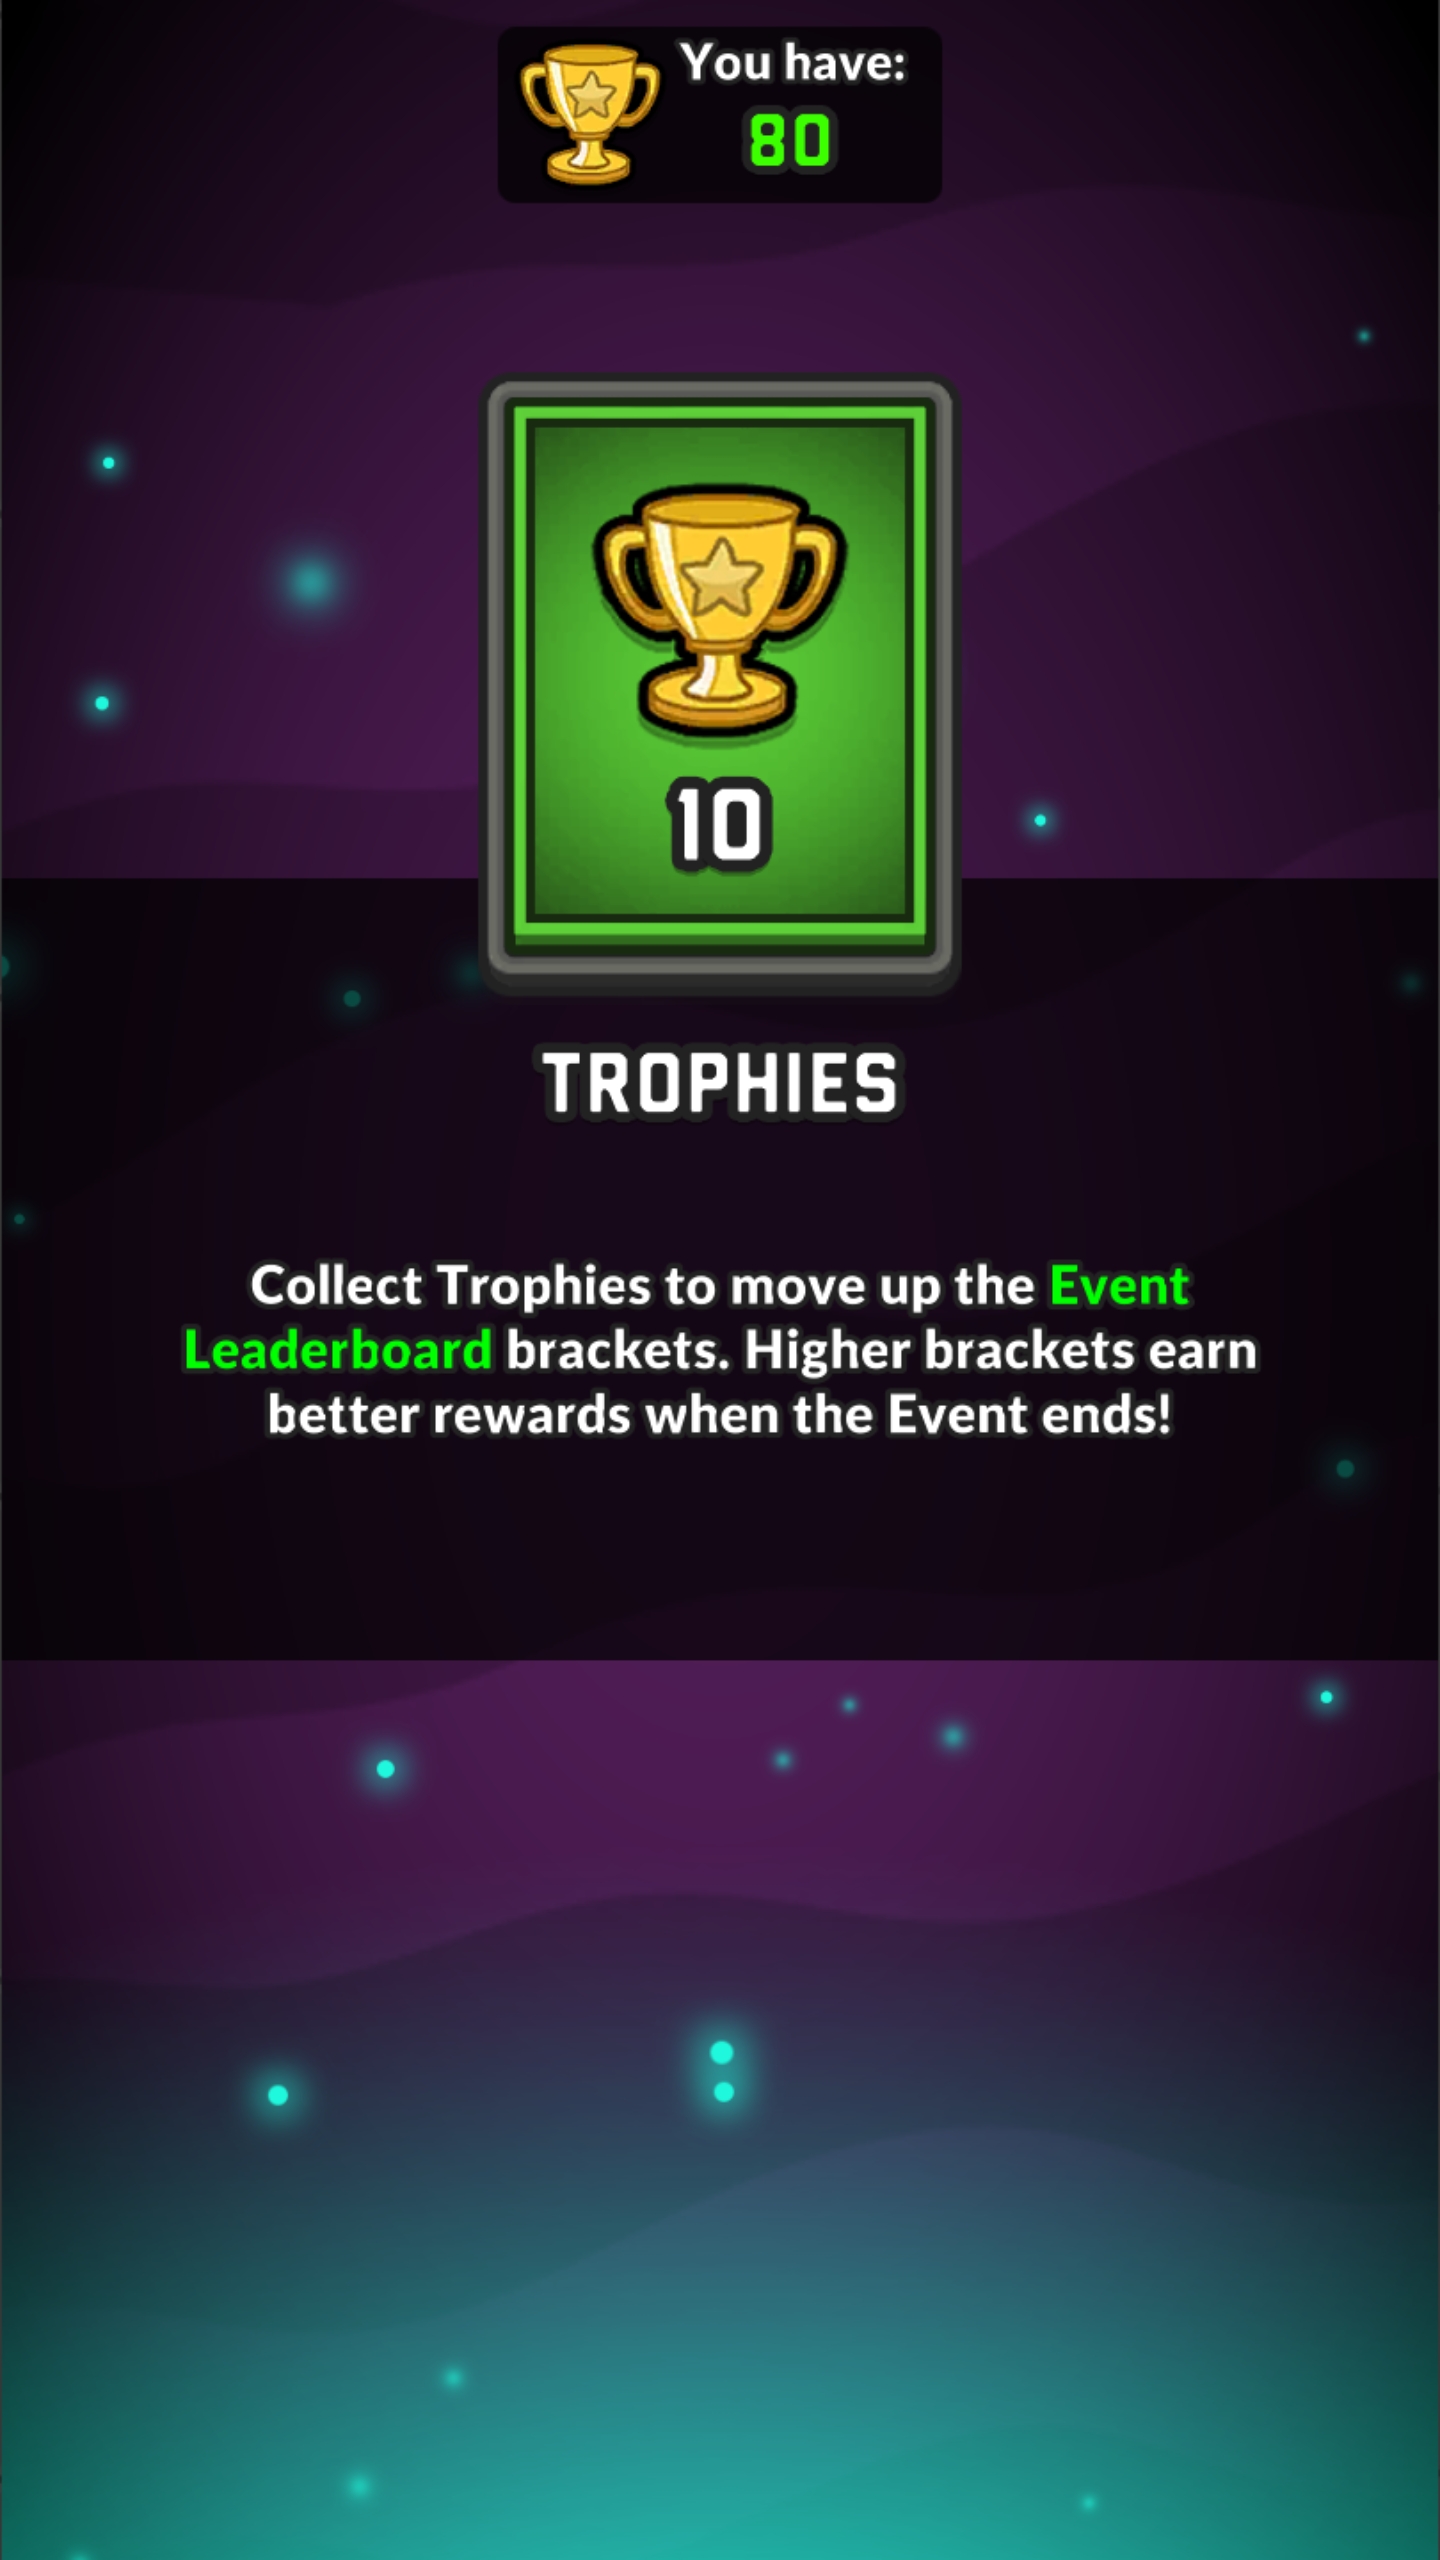 You have:
80
10
TROPHIES
Collect Trophies to move up the Event
Leaderboard brackets. Higher brackets earn
better rewards when the Event ends!